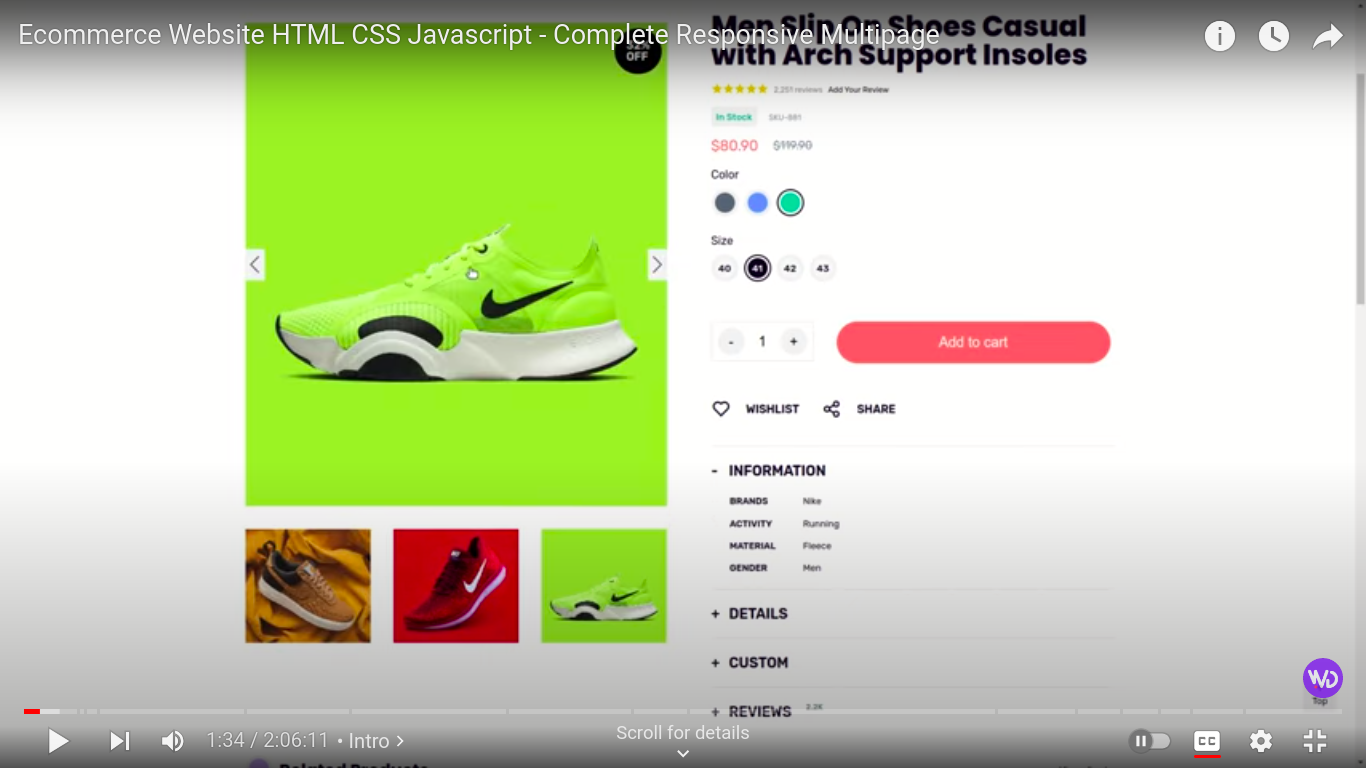 Ecommerce Website HTML CSS Javascript - Complete Responsive Multipage
OFF
Men Slip On Shoes Casual
with Arch Support Insoles
2,251 reviews Add Your Review
In Stock SKU-881
$80.90 $119.90
Color
Size
40 41 42 43
- 1 + Add to cart
WISHLIST SHARE
- INFORMATION
BRANDS Nike
ACTIVITY Running
MATERIAL Fleece
GENDER Men
+ DETAILS
+ CUSTOM
+ REVIEWS 2.2K
Top
1:34 / 2:06:11 • Intro
Scroll for details
CC
Related Products